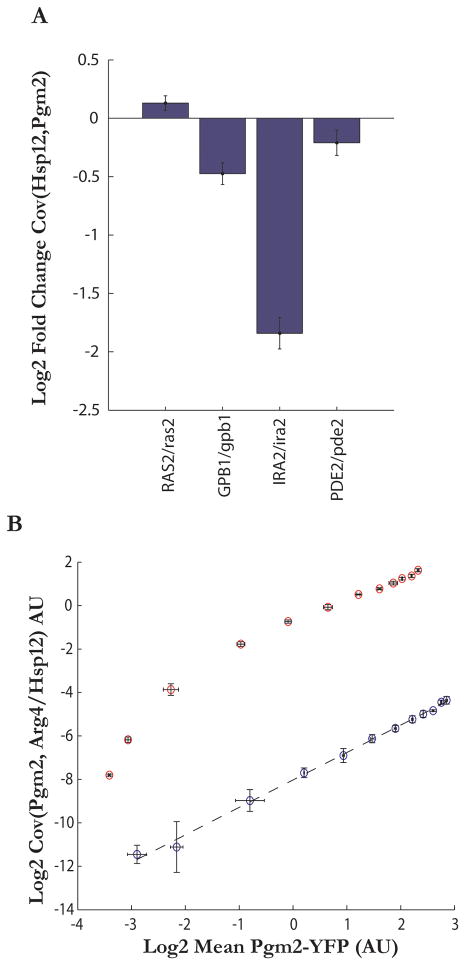 A
Log2 Fold Change Cov(Hsp12,Pgm2)
0.5
0
-0.5
-1
-1.5
-2
-2.5
RAS2/ras2
GPB1/gpb1
IRA2/ira2
PDE2/pde2
B
Log2 Cov(Pgm2, Arg4/Hsp12) AU
2
0
-2
-4
-6
-8
-10
-12
-14
-4
-3
-2
-1
0
1
2
3
Log2 Mean Pgm2-YFP (AU)